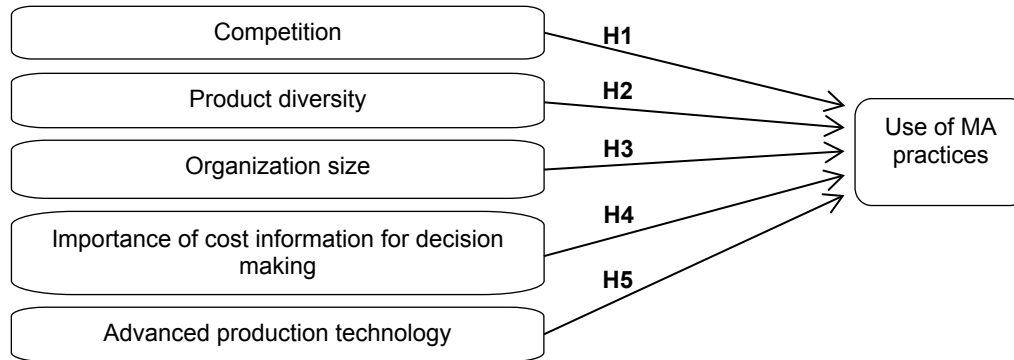 Competition
H1
Product diversity
H2
Organization size
H3
Importance of cost information for decision
making
H4
Advanced production technology
H5
Use of MA
practices